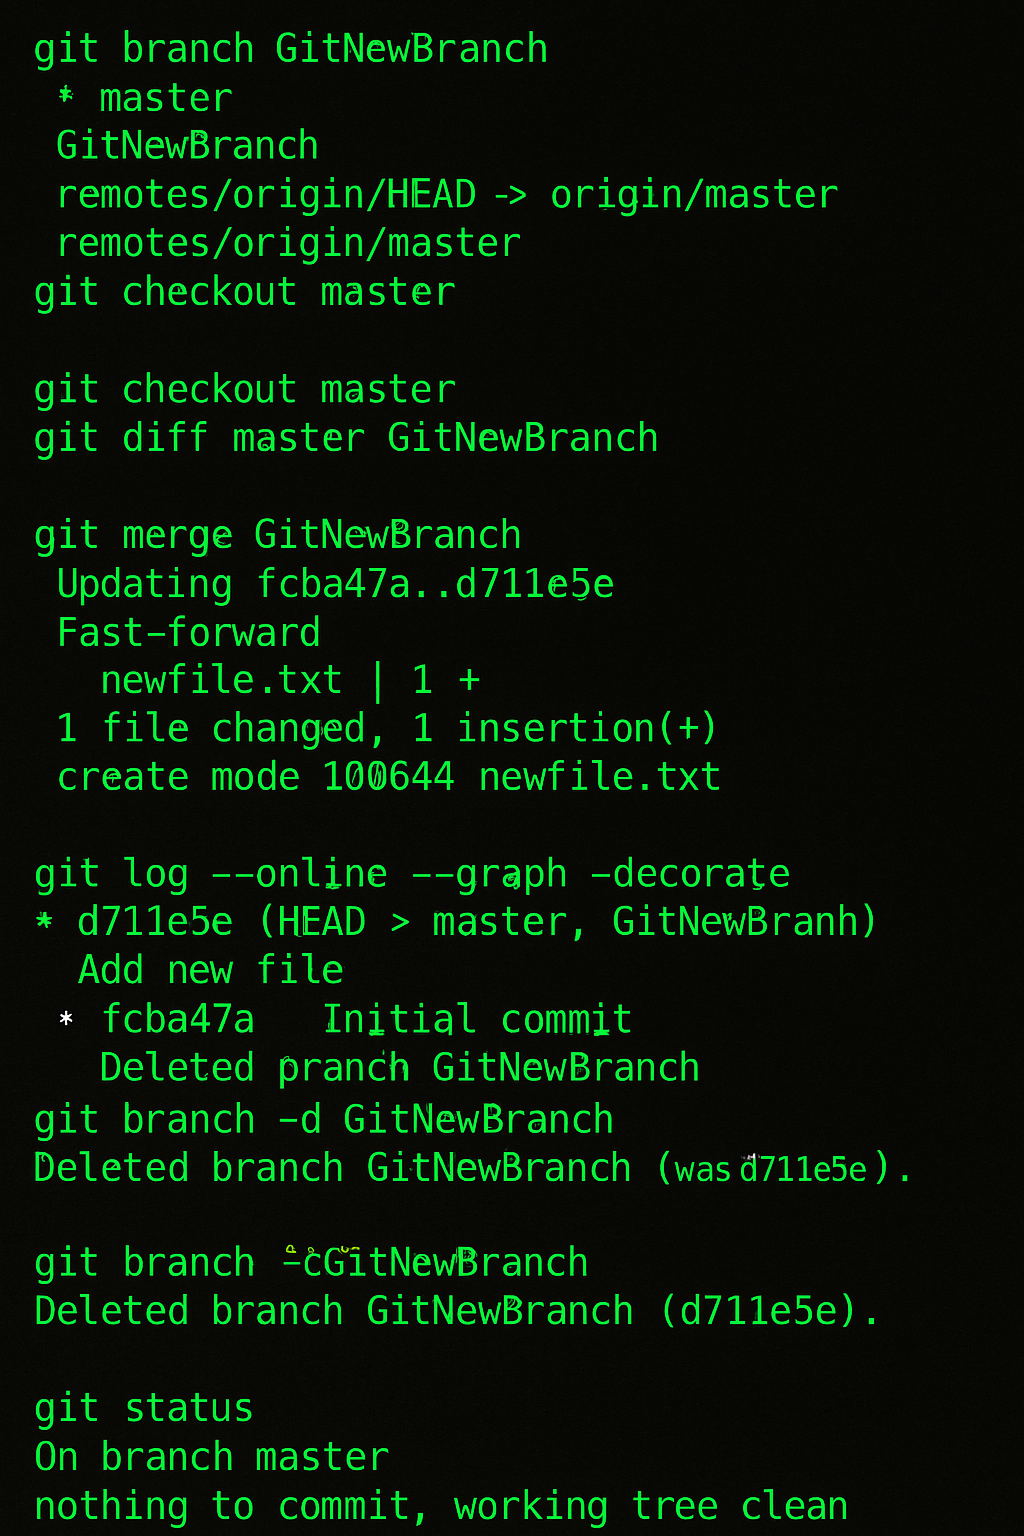 git branch GitNewBranch
* master
GitNewBranch
remotes/origin/HEAD -> origin/master
remotes/origin/master
git checkout master
git checkout master
git diff master GitNewBranch
git merge GitNewBranch
Updating fcba47a..d711e5e
Fast-forward
newfile.txt | 1 +
1 file changed, 1 insertion(+)
create mode 100644 newfile.txt
git log --online --graph -decorate
* d711e5e (HEAD > master, GitNewBranh)
Add new file
* fcba47a Initial commit
Deleted pranch GitNewBranch
git branch -d GitNewBranch
Deleted branch GitNewBranch (was d711e5e).
git branch -cGitNewBranch
Deleted branch GitNewBranch (d711e5e).
git status
On branch master
nothing to commit, working tree clean